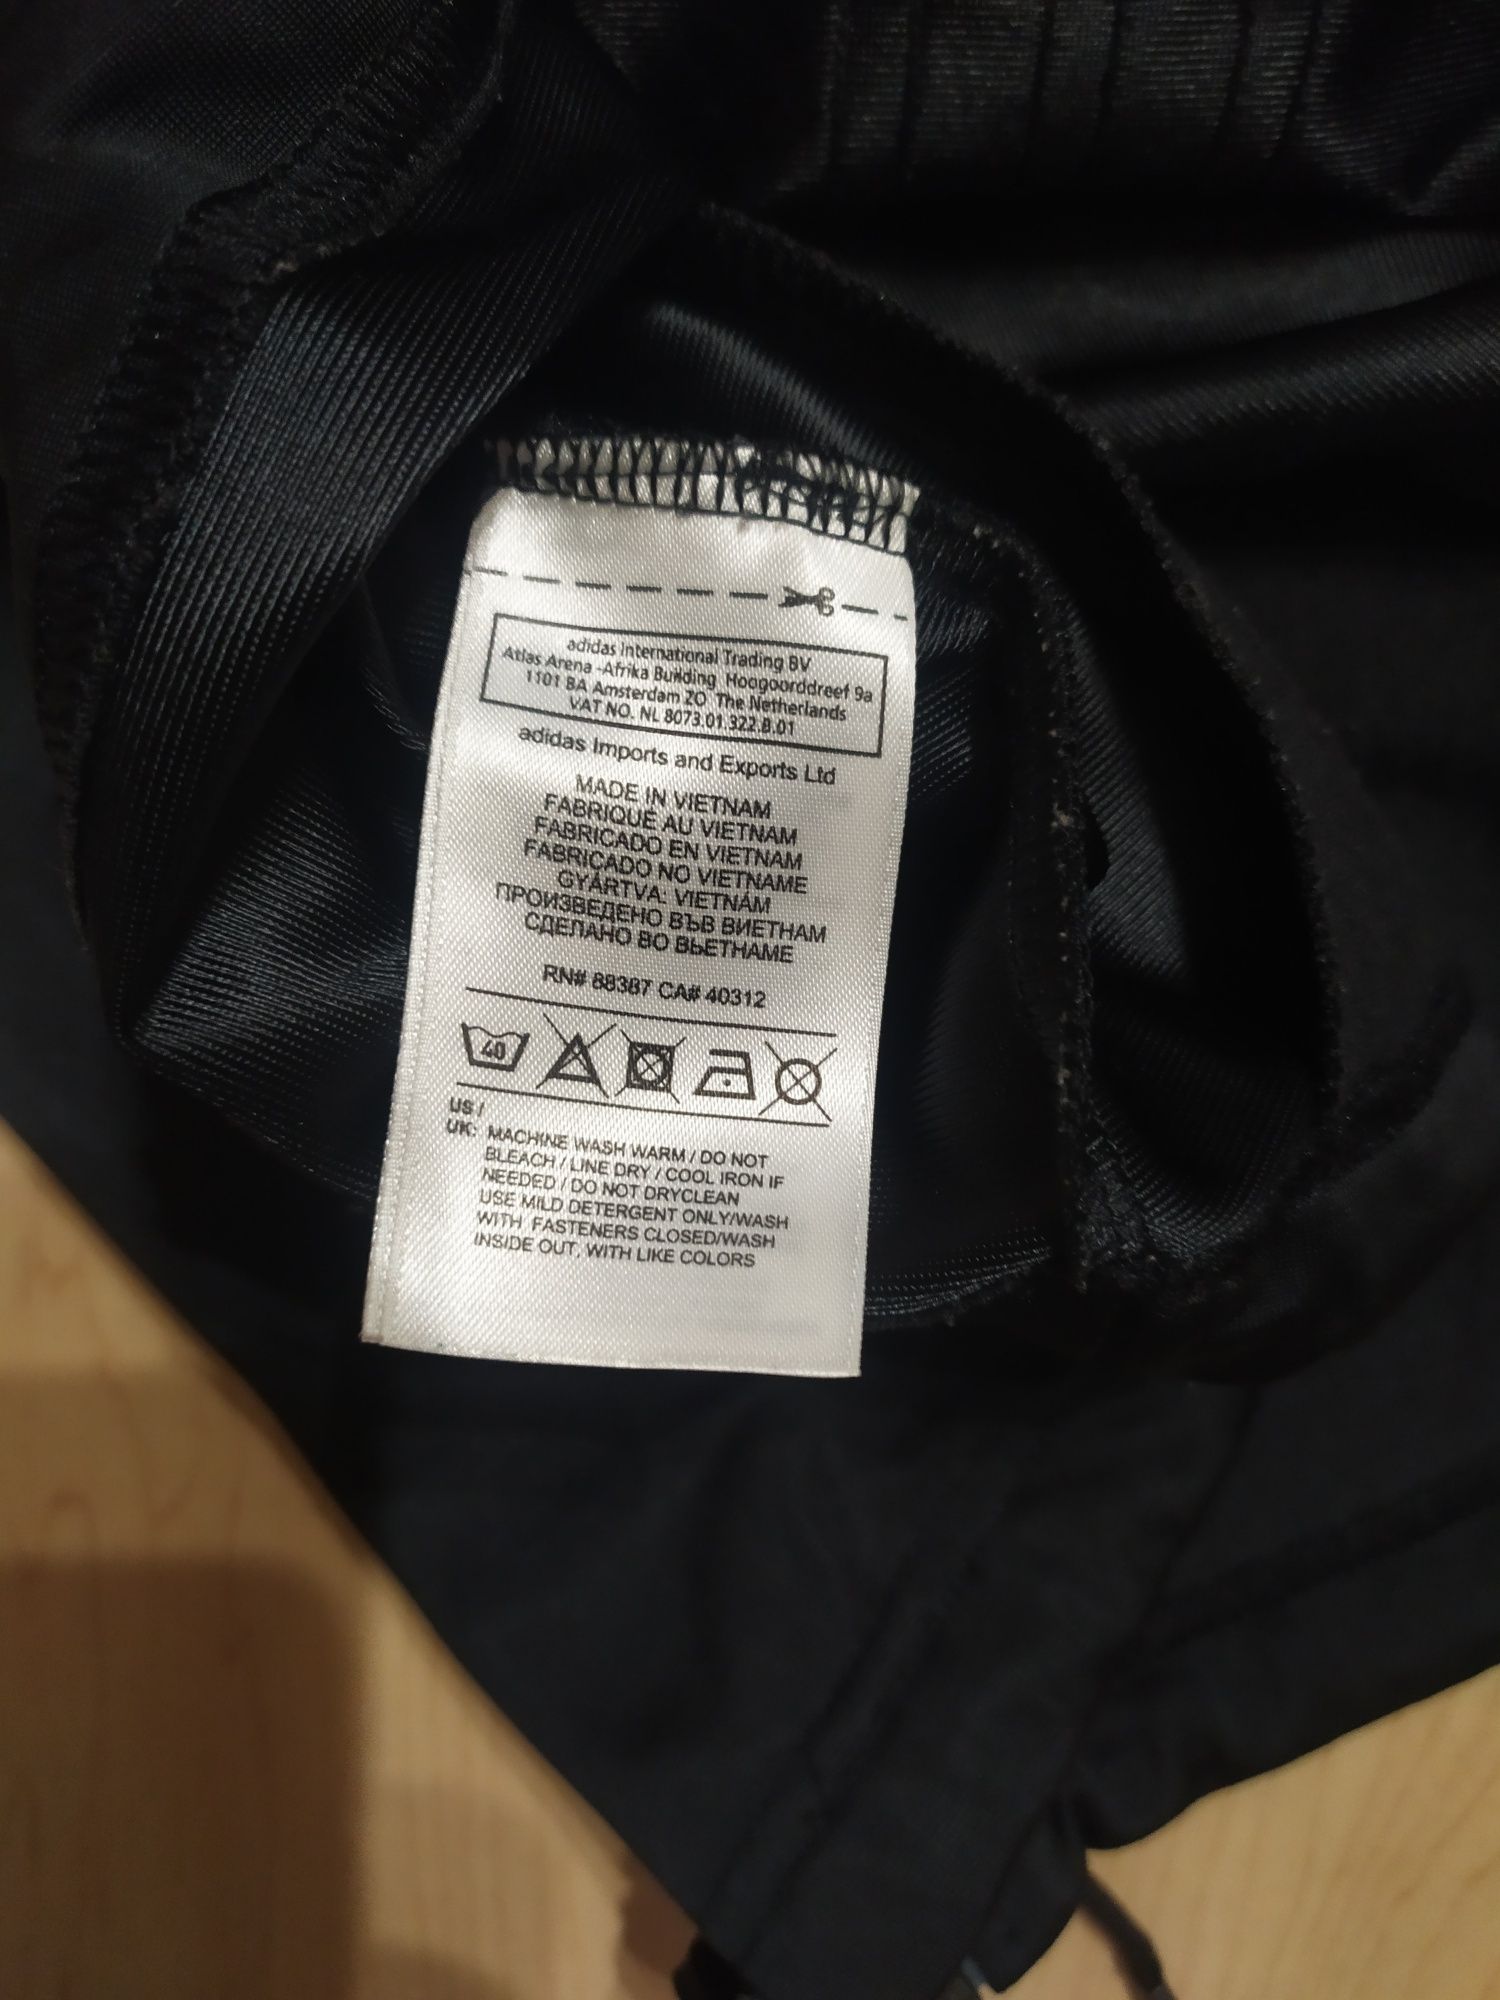 adidas International Trading BV
Atlas Arena -Afrika Building Hoogoorddreef 9a
1101 BA Amsterdam ZO The Netherlands
VAT NO. NL 8073.01.322.B.01
adidas Imports and Exports Ltd
MADE IN VIETNAM
FABRIQUÉ AU VIETNAM
FABRICADO EN VIETNAM
FABRICADO NO VIETNAME
GYÁRTVA: VIETNÁM
ПРОИЗВЕДЕНО ВЪВ ВИЕТНАМ
СДЕЛАНО ВО ВЬЕТНАМЕ
RN# 88387 CA# 40312
40
US /
UK: MACHINE WASH WARM / DO NOT
BLEACH / LINE DRY / COOL IRON IF
NEEDED / DO NOT DRYCLEAN
USE MILD DETERGENT ONLY/WASH
WITH FASTENERS CLOSED/WASH
INSIDE OUT, WITH LIKE COLORS